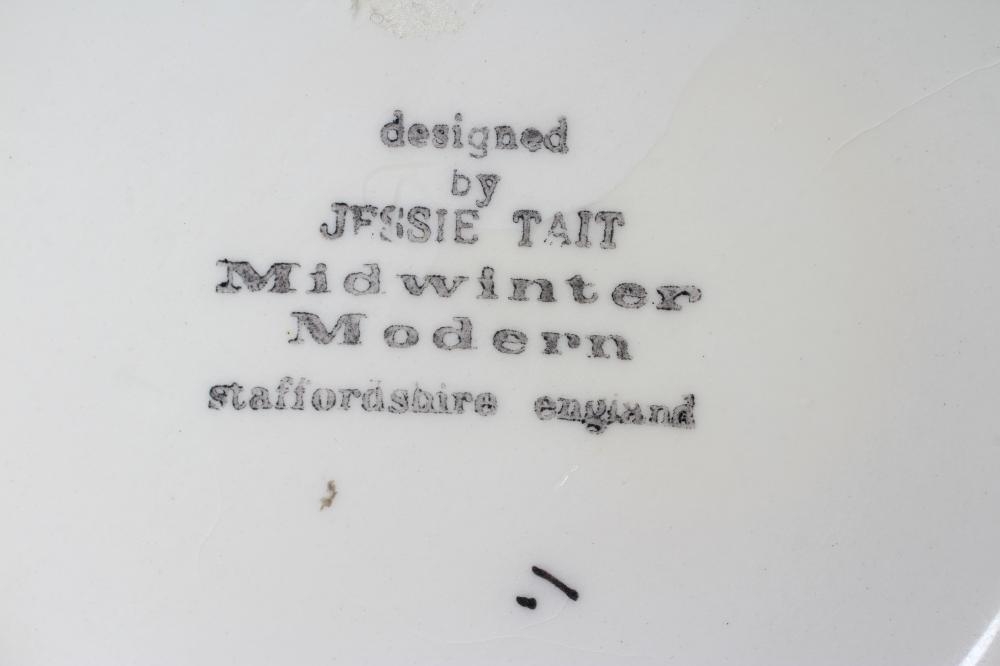 designed
by
JESSIE TAIT
Midwinter
Modern
staffordshire england